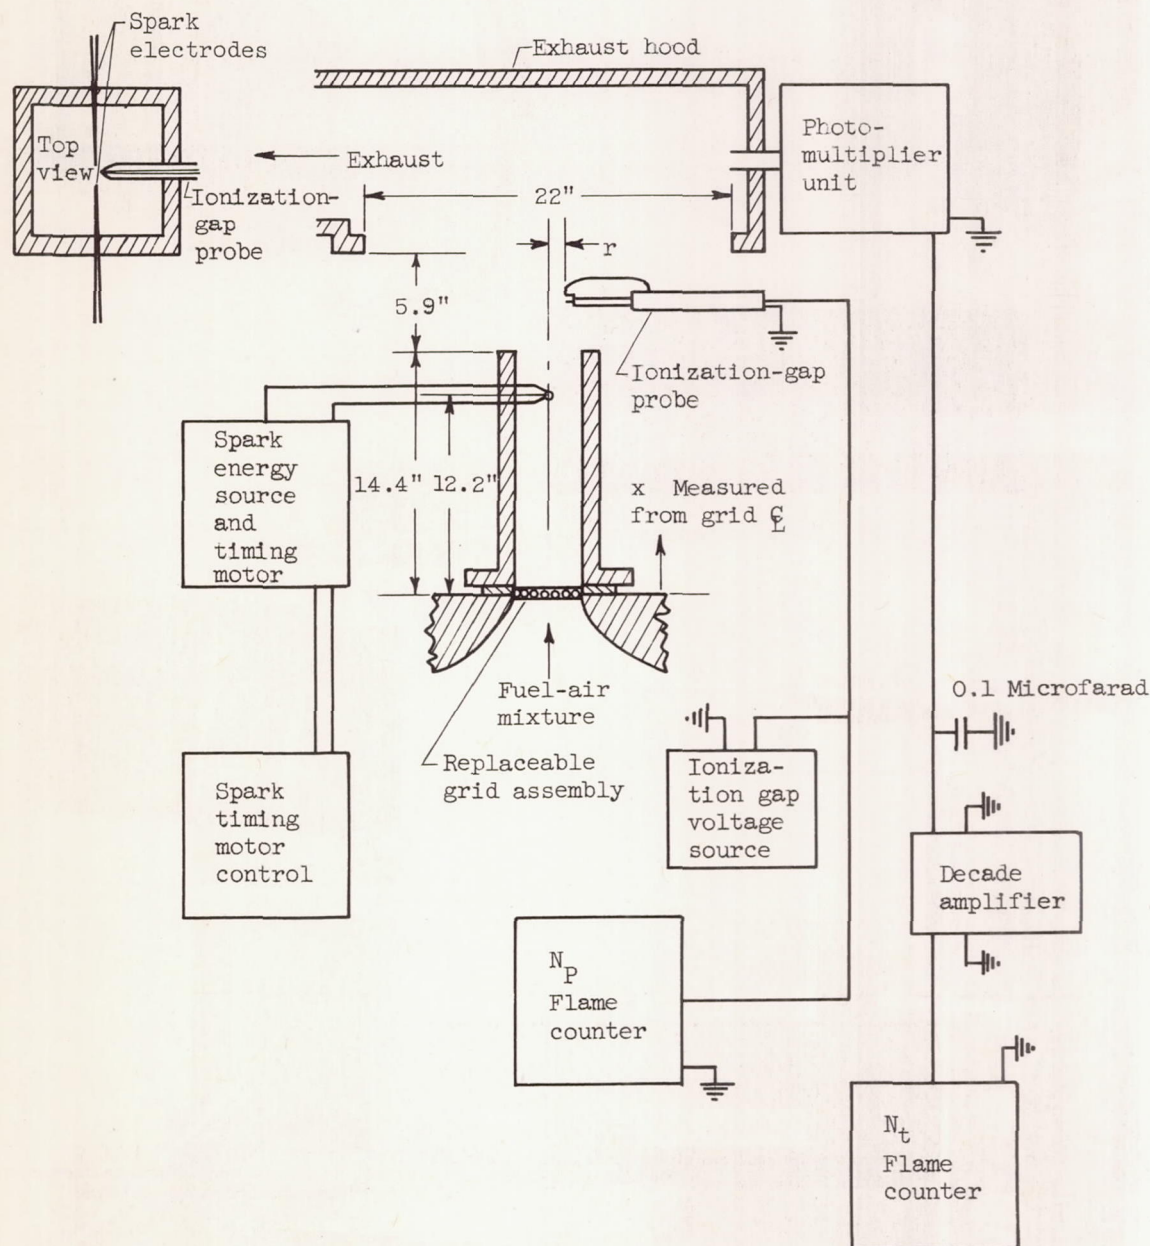 Spark
electrodes
Exhaust hood
Top
view
Photo-
multiplier
unit
Exhaust
Ionization-
gap
probe
22"
r
5.9"
Ionization-gap
probe
Spark
energy
source
and
timing
motor
14.4" 12.2"
x Measured
from grid ℄
Fuel-air
mixture
0.1 Microfarad
Replaceable
grid assembly
Ioniza-
tion gap
voltage
source
Spark
timing
motor
control
Decade
amplifier
Np
Flame
counter
Nt
Flame
counter